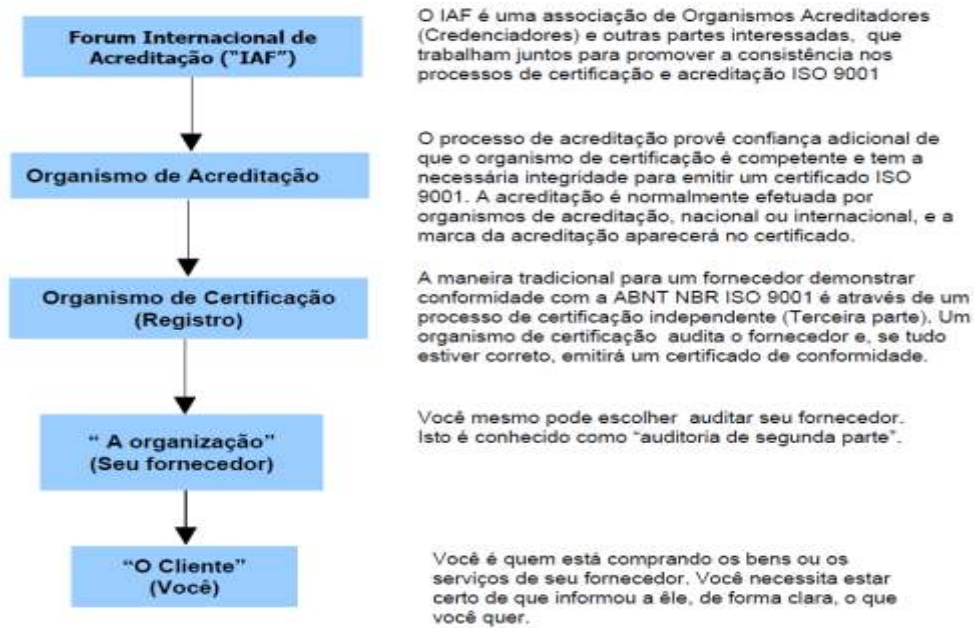 Forum Internacional de
Acreditação ("IAF")
O IAF é uma associação de Organismos Acreditadores
(Credenciadores) e outras partes interessadas, que
trabalham juntos para promover a consistência nos
processos de certificação e acreditação ISO 9001
Organismo de Acreditação
O processo de acreditação provê confiança adicional de
que o organismo de certificação é competente e tem a
necessária integridade para emitir um certificado ISO
9001. A acreditação é normalmente efetuada por
organismos de acreditação, nacional ou internacional, e a
marca da acreditação aparecerá no certificado.
Organismo de Certificação
(Registro)
A maneira tradicional para um fornecedor demonstrar
conformidade com a ABNT NBR ISO 9001 é através de um
processo de certificação independente (Terceira parte). Um
organismo de certificação audita o fornecedor e, se tudo
estiver correto, emitirá um certificado de conformidade.
" A organização"
(Seu fornecedor)
Você mesmo pode escolher auditar seu fornecedor.
Isto é conhecido como "auditoria de segunda parte".
"O Cliente"
(Você)
Você é quem está comprando os bens ou os
serviços de seu fornecedor. Você necessita estar
certo de que informou a êle, de forma clara, o que
você quer.